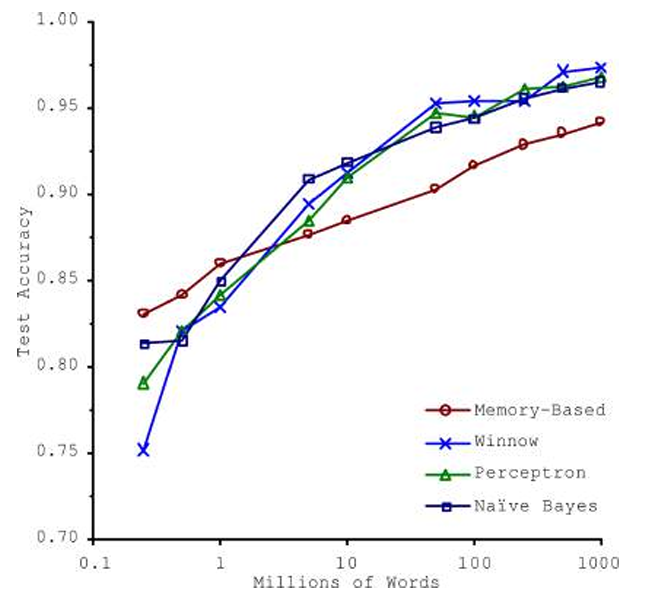 1.00
0.95
0.90
0.85
0.80
0.75
0.70
Test Accuracy
Memory-Based
Winnow
Perceptron
Naïve Bayes
0.1 1 10 100 1000
Millions of Words